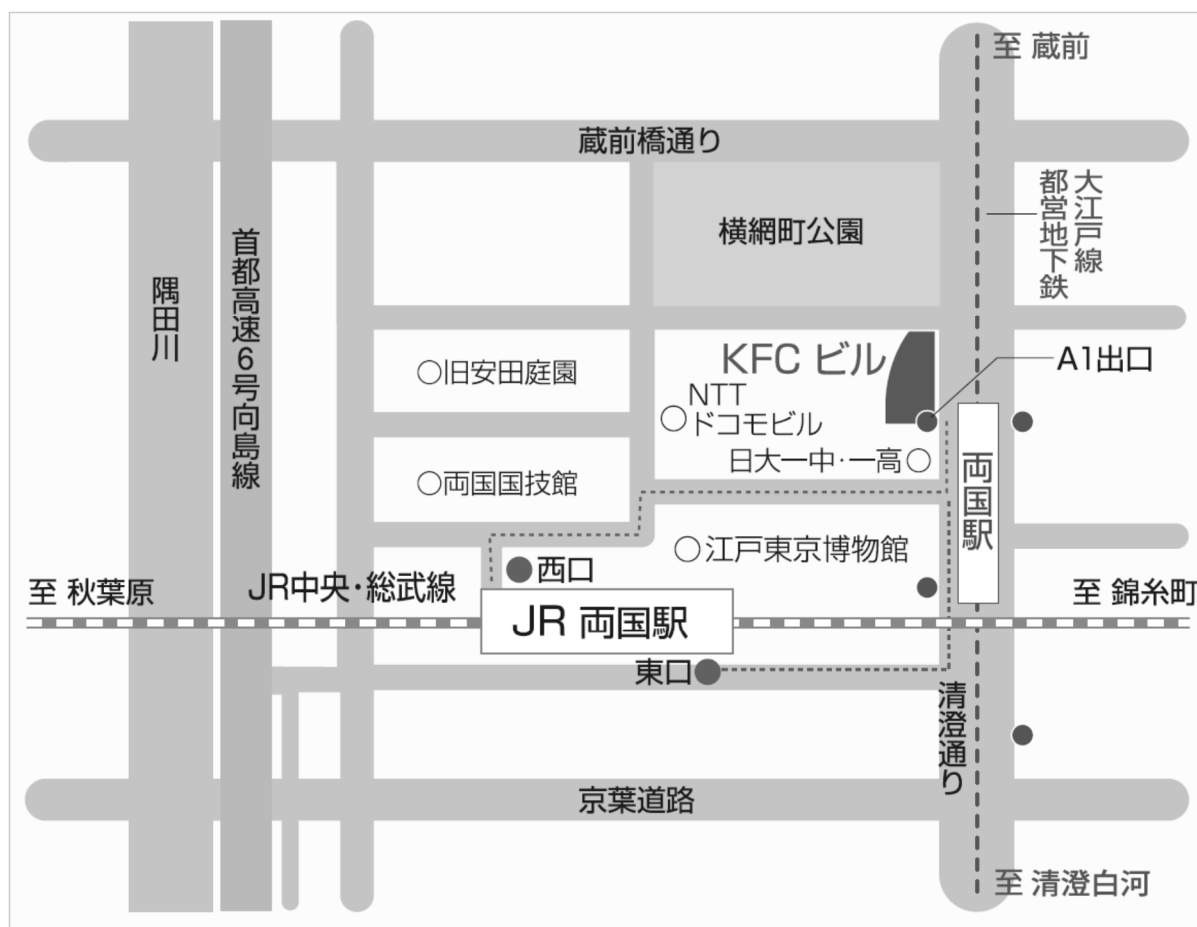 至 蔵前
蔵前橋通り
大江戸線
都営地下鉄
横網町公園
首都高速6号向島線
隅田川
KFC ビル
A1出口
○旧安田庭園
NTT
○ドコモビル
日大一中・一高○
○両国国技館
両国駅
○江戸東京博物館
西口
至 秋葉原
JR中央・総武線
至 錦糸町
JR 両国駅
東口
清澄通り
京葉道路
至 清澄白河